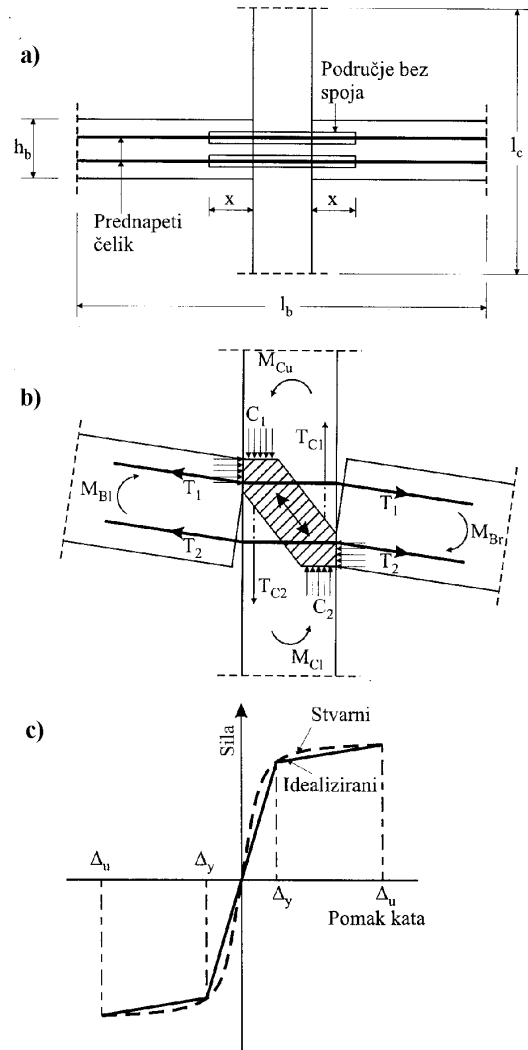 a)
Područje bez
spoja
h_b
l_c
Prednapeti
čelik
x
x
l_b
b)
M_Cu
C_1
T_C1
M_Bl
T_1
T_1
M_Br
T_2
T_2
T_C2
C_2
M_Cl
c)
Sila
Stvarni
Idealizirani
Δ_u
Δ_y
Δ_y
Δ_u
Pomak kata